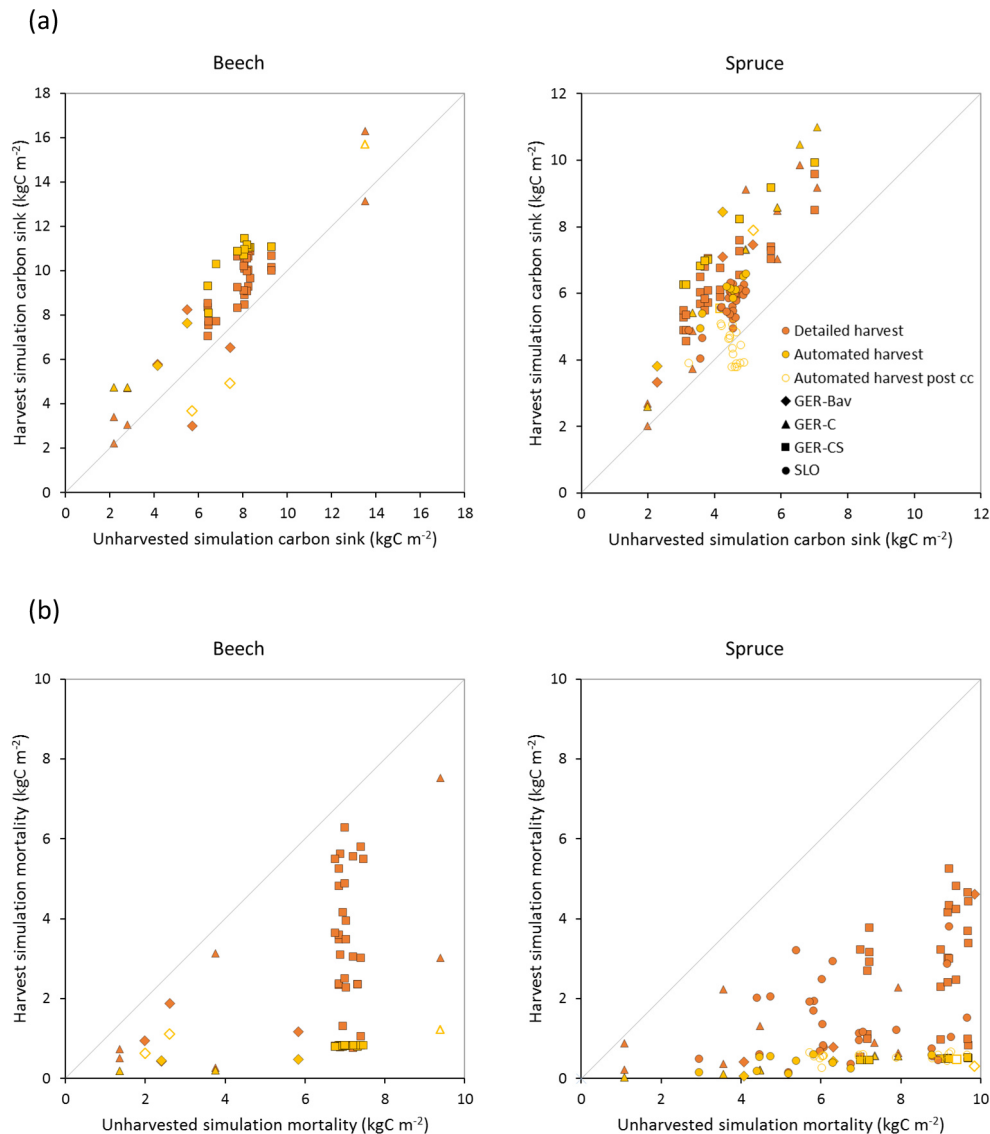 (a)
Beech
Harvest simulation carbon sink (kgC m⁻²)
18
16
14
12
10
8
6
4
2
0
0 2 4 6 8 10 12 14 16 18
Unharvested simulation carbon sink (kgC m⁻²)
Spruce
Harvest simulation carbon sink (kgC m⁻²)
12
10
8
6
4
2
0
0 2 4 6 8 10 12
Unharvested simulation carbon sink (kgC m⁻²)
Detailed harvest
Automated harvest
Automated harvest post cc
GER-Bav
GER-C
GER-CS
SLO
(b)
Beech
Harvest simulation mortality (kgC m⁻²)
10
8
6
4
2
0
0 2 4 6 8 10
Unharvested simulation mortality (kgC m⁻²)
Spruce
Harvest simulation mortality (kgC m⁻²)
10
8
6
4
2
0
0 2 4 6 8 10
Unharvested simulation mortality (kgC m⁻²)